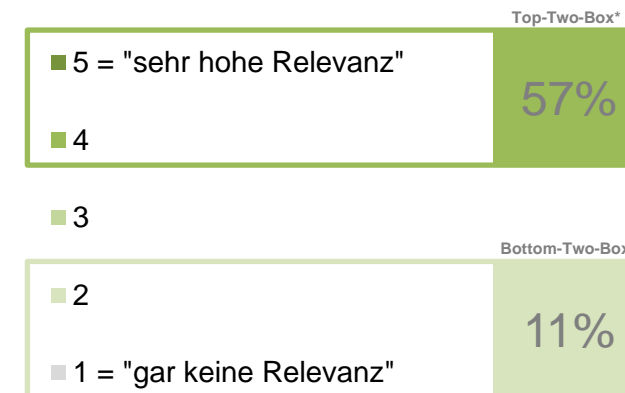 Top-Two-Box*
5 = "sehr hohe Relevanz"
57%
4
3
Bottom-Two-Box
2
11%
1 = "gar keine Relevanz"